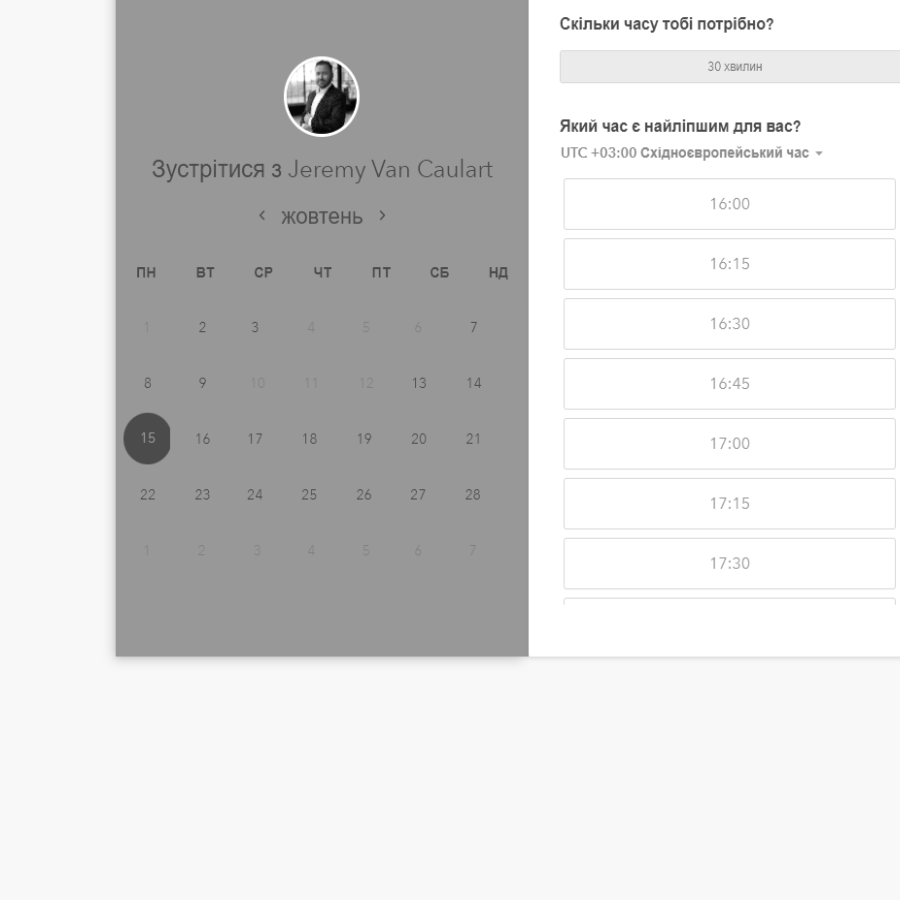 Зустрітися з Jeremy Van Caulart
жовтень
ПН ВТ СР ЧТ ПТ СБ НД
1 2 3 4 5 6 7
8 9 10 11 12 13 14
15 16 17 18 19 20 21
22 23 24 25 26 27 28
1 2 3 4 5 6 7
Скільки часу тобі потрібно?
30 хвилин
Який час є найліпшим для вас?
UTC +03:00 Східноєвропейський час
16:00
16:15
16:30
16:45
17:00
17:15
17:30